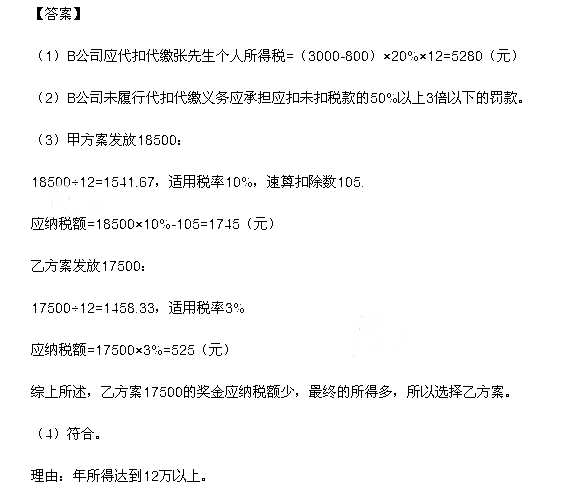 【答案】
（1）B公司应代扣代缴张先生个人所得税=（3000-800）×20%×12=5280（元）
（2）B公司未履行代扣代缴义务应承担应扣未扣税款的50%以上3倍以下的罚款。
（3）甲方案发放18500：
18500÷12=1541.67，适用税率10%，速算扣除数105.
应纳税额=18500×10%-105=1745（元）
乙方案发放17500：
17500÷12=1458.33，适用税率3%
应纳税额=17500×3%=525（元）
综上所述，乙方案17500的奖金应纳税额少，最终的所得多，所以选择乙方案。
（4）符合。
理由：年所得达到12万以上。